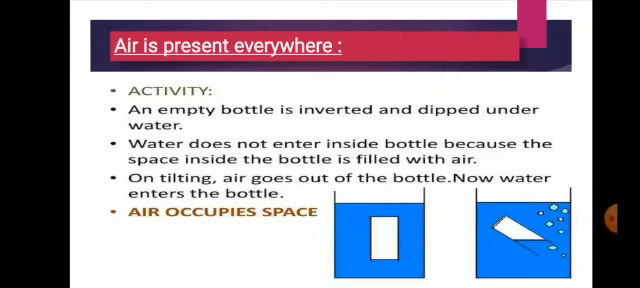 Air is present everywhere :
• ACTIVITY:
• An empty bottle is inverted and dipped under
water.
• Water does not enter inside bottle because the
space inside the bottle is filled with air.
• On tilting, air goes out of the bottle.Now water
enters the bottle.
• AIR OCCUPIES SPACE